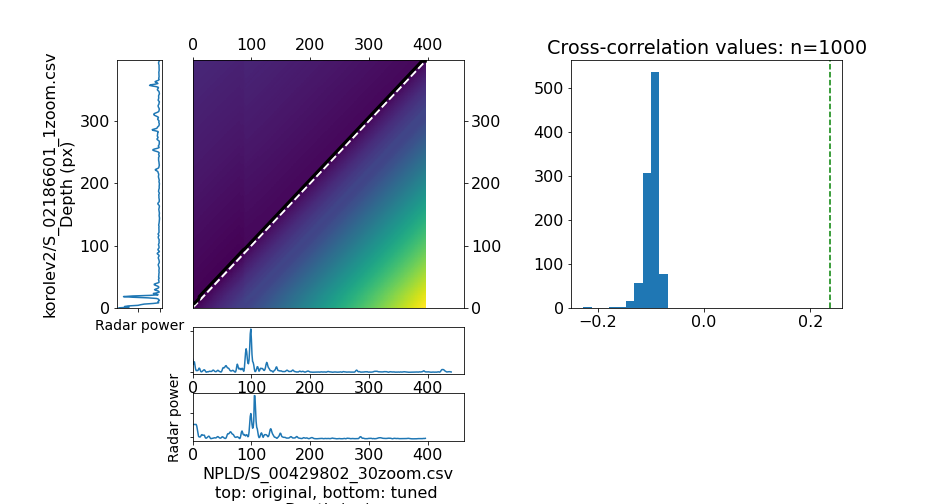 0 100 200 300 400
Cross-correlation values: n=1000
korolev2/S_02186601_1zoom.csv
Depth (px)
300
200
100
0
300
200
100
0
500
400
300
200
100
0
−0.2 0.0 0.2
Radar power
0 100 200 300 400
Radar power
0 100 200 300 400
NPLD/S_00429802_30zoom.csv
top: original, bottom: tuned